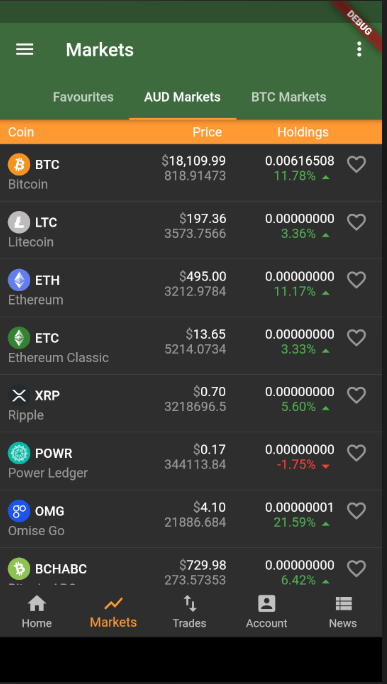 DEBUG
Markets
Favourites AUD Markets BTC Markets
Coin Price Holdings
BTC $18,109.99 0.00616508
Bitcoin 818.91473 11.78%
LTC $197.36 0.00000000
Litecoin 3573.7566 3.36%
ETH $495.00 0.00000000
Ethereum 3212.9784 11.17%
ETC $13.65 0.00000000
Ethereum Classic 5214.0734 3.33%
XRP $0.70 0.00000000
Ripple 3218696.5 5.60%
POWR $0.17 0.00000000
Power Ledger 344113.84 -1.75%
OMG $4.10 0.00000001
Omise Go 21886.684 21.59%
BCHABC $729.98 0.00000000
273.57353 6.42%
Home Markets Trades Account News